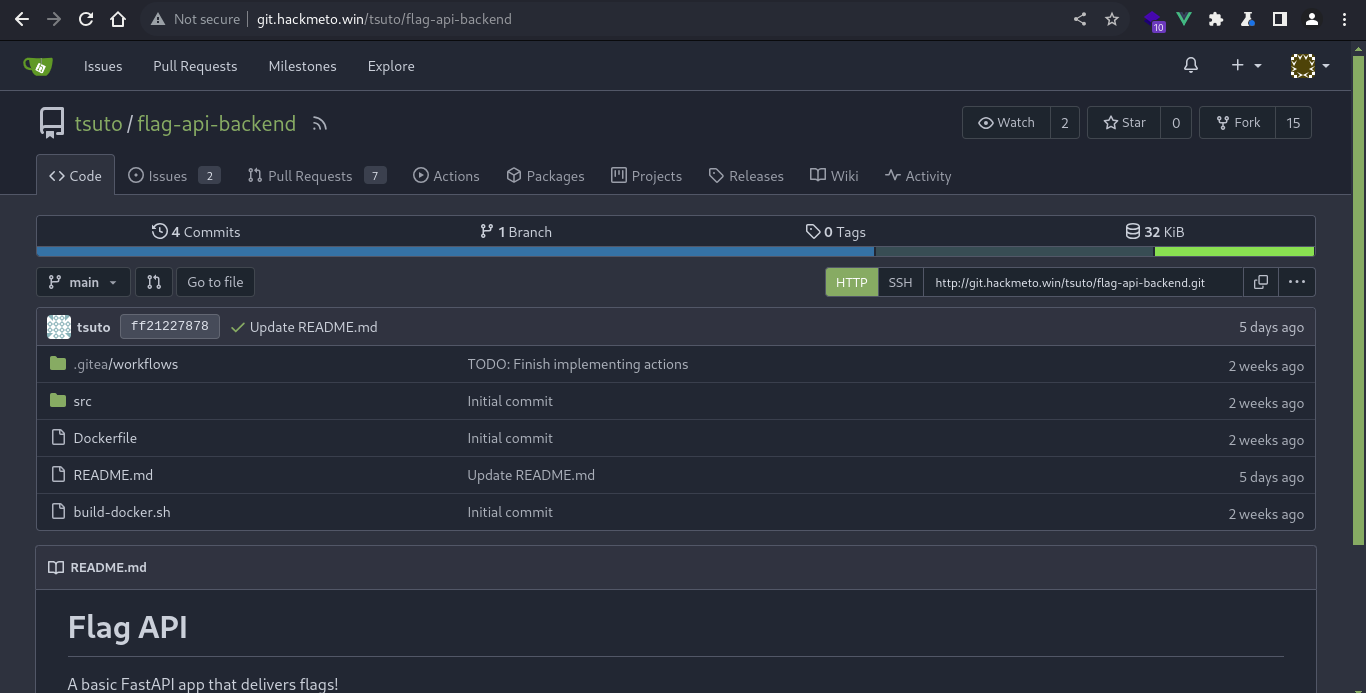 Not secure git.hackmeto.win/tsuto/flag-api-backend 10
Issues Pull Requests Milestones Explore
tsuto / flag-api-backend Watch 2 Star 0 Fork 15
Code Issues 2 Pull Requests 7 Actions Packages Projects Releases Wiki Activity
4 Commits 1 Branch 0 Tags 32 KiB
main Go to file HTTP SSH http://git.hackmeto.win/tsuto/flag-api-backend.git
tsuto ff21227878 Update README.md 5 days ago
.gitea/workflows TODO: Finish implementing actions 2 weeks ago
src Initial commit 2 weeks ago
Dockerfile Initial commit 2 weeks ago
README.md Update README.md 5 days ago
build-docker.sh Initial commit 2 weeks ago
README.md
Flag API
A basic FastAPI app that delivers flags!